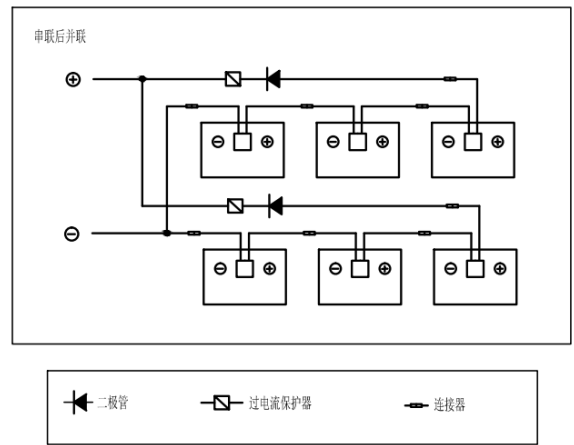 串联后并联
⊕
⊖ ⊕ ⊖ ⊕ ⊖ ⊕
⊖
⊖ ⊕ ⊖ ⊕ ⊖ ⊕
二极管 过电流保护器 连接器